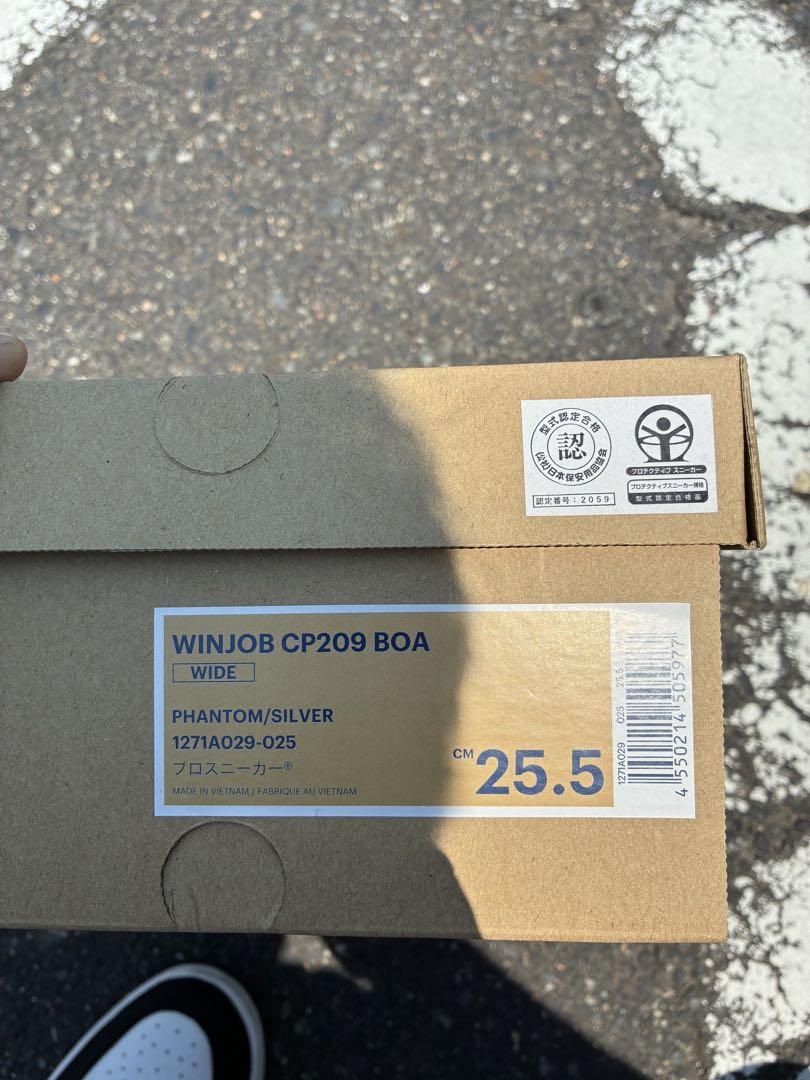 型式認定合格
認
(公社)日本保安用品協会
認定番号：2059
プロテクティブ スニーカー
プロテクティブスニーカー規格
型式認定合格品
WINJOB CP209 BOA
WIDE
PHANTOM/SILVER
1271A029-025
プロスニーカー®
MADE IN VIETNAM / FABRIQUE AU VIETNAM
CM 25.5
1271A029 025 25.5
4 550214 505977